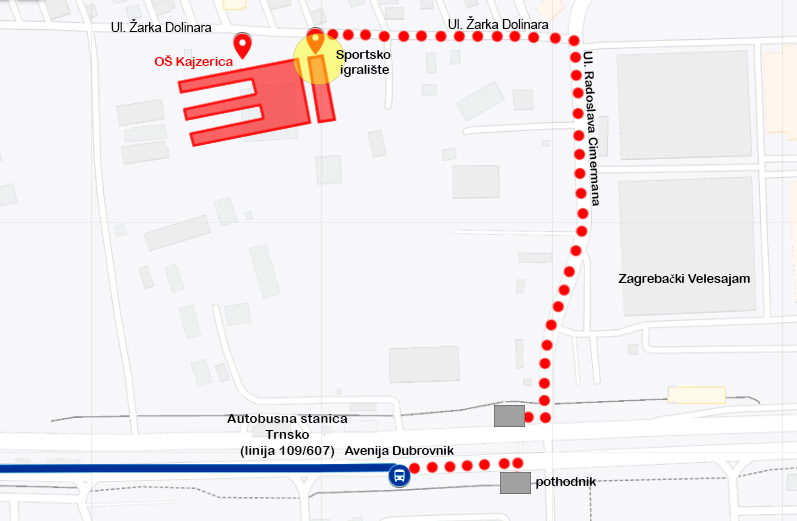 Ul. Žarka Dolinara
Ul. Žarka Dolinara
OŠ Kajzerica
Sportsko
igralište
Ul. Radoslava Cimermana
Zagrebački Velesajam
Autobusna stanica
Trnsko
(linija 109/607)
Avenija Dubrovnik
pothodnik